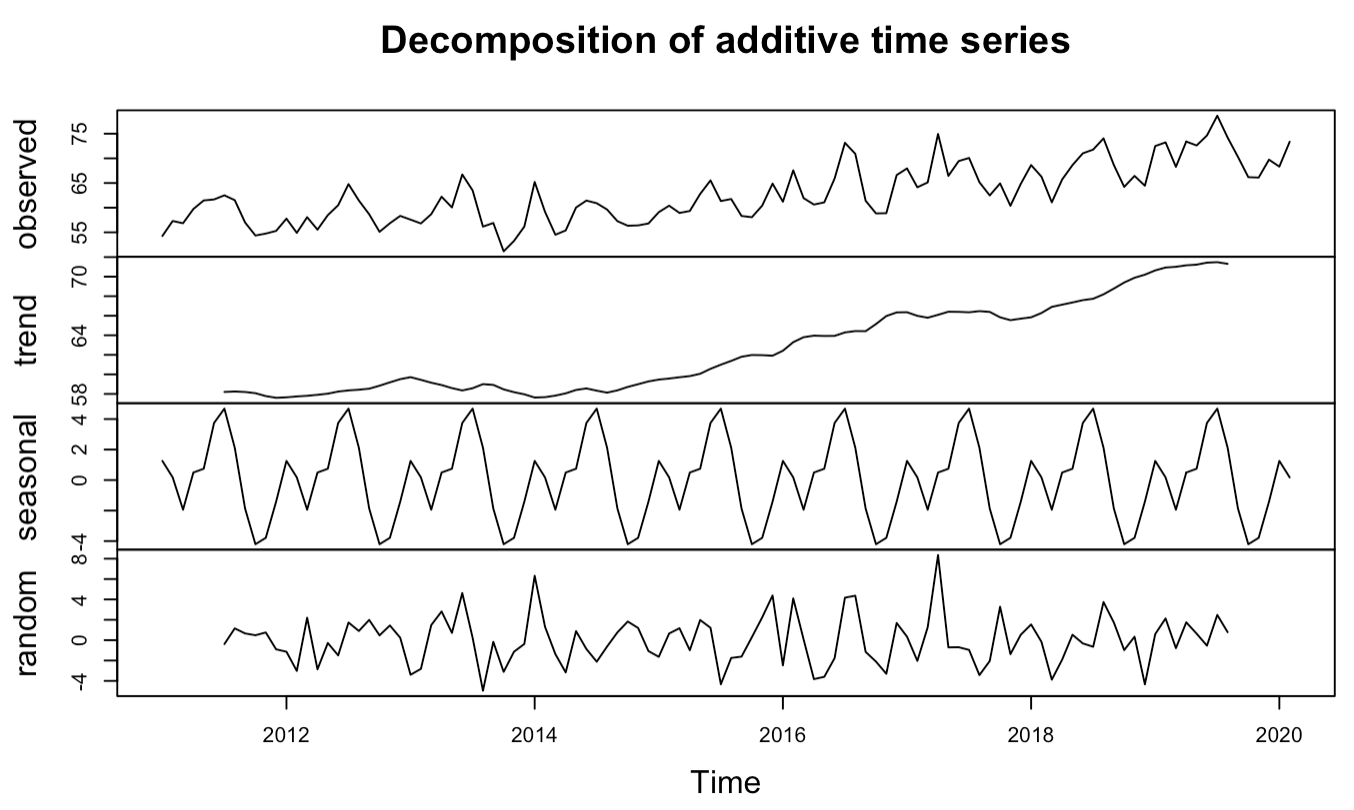 Decomposition of additive time series
observed
75
65
55
trend
70
64
58
seasonal
4
2
0
-4
random
8
4
0
-4
2012 2014 2016 2018 2020
Time